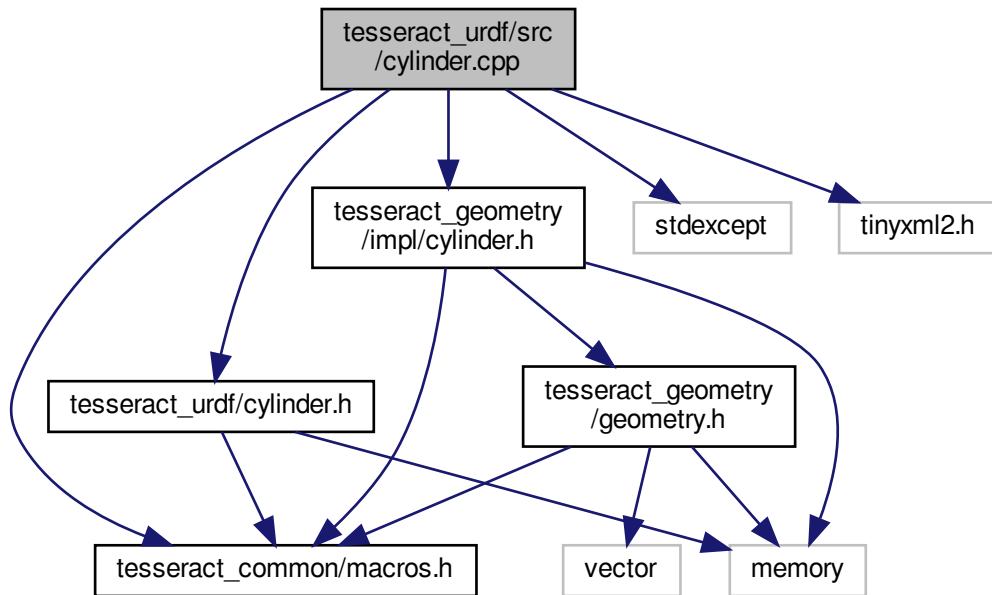 tesseract_urdf/src
/cylinder.cpp
tesseract_geometry
/impl/cylinder.h
stdexcept
tinyxml2.h
tesseract_urdf/cylinder.h
tesseract_geometry
/geometry.h
tesseract_common/macros.h
vector
memory